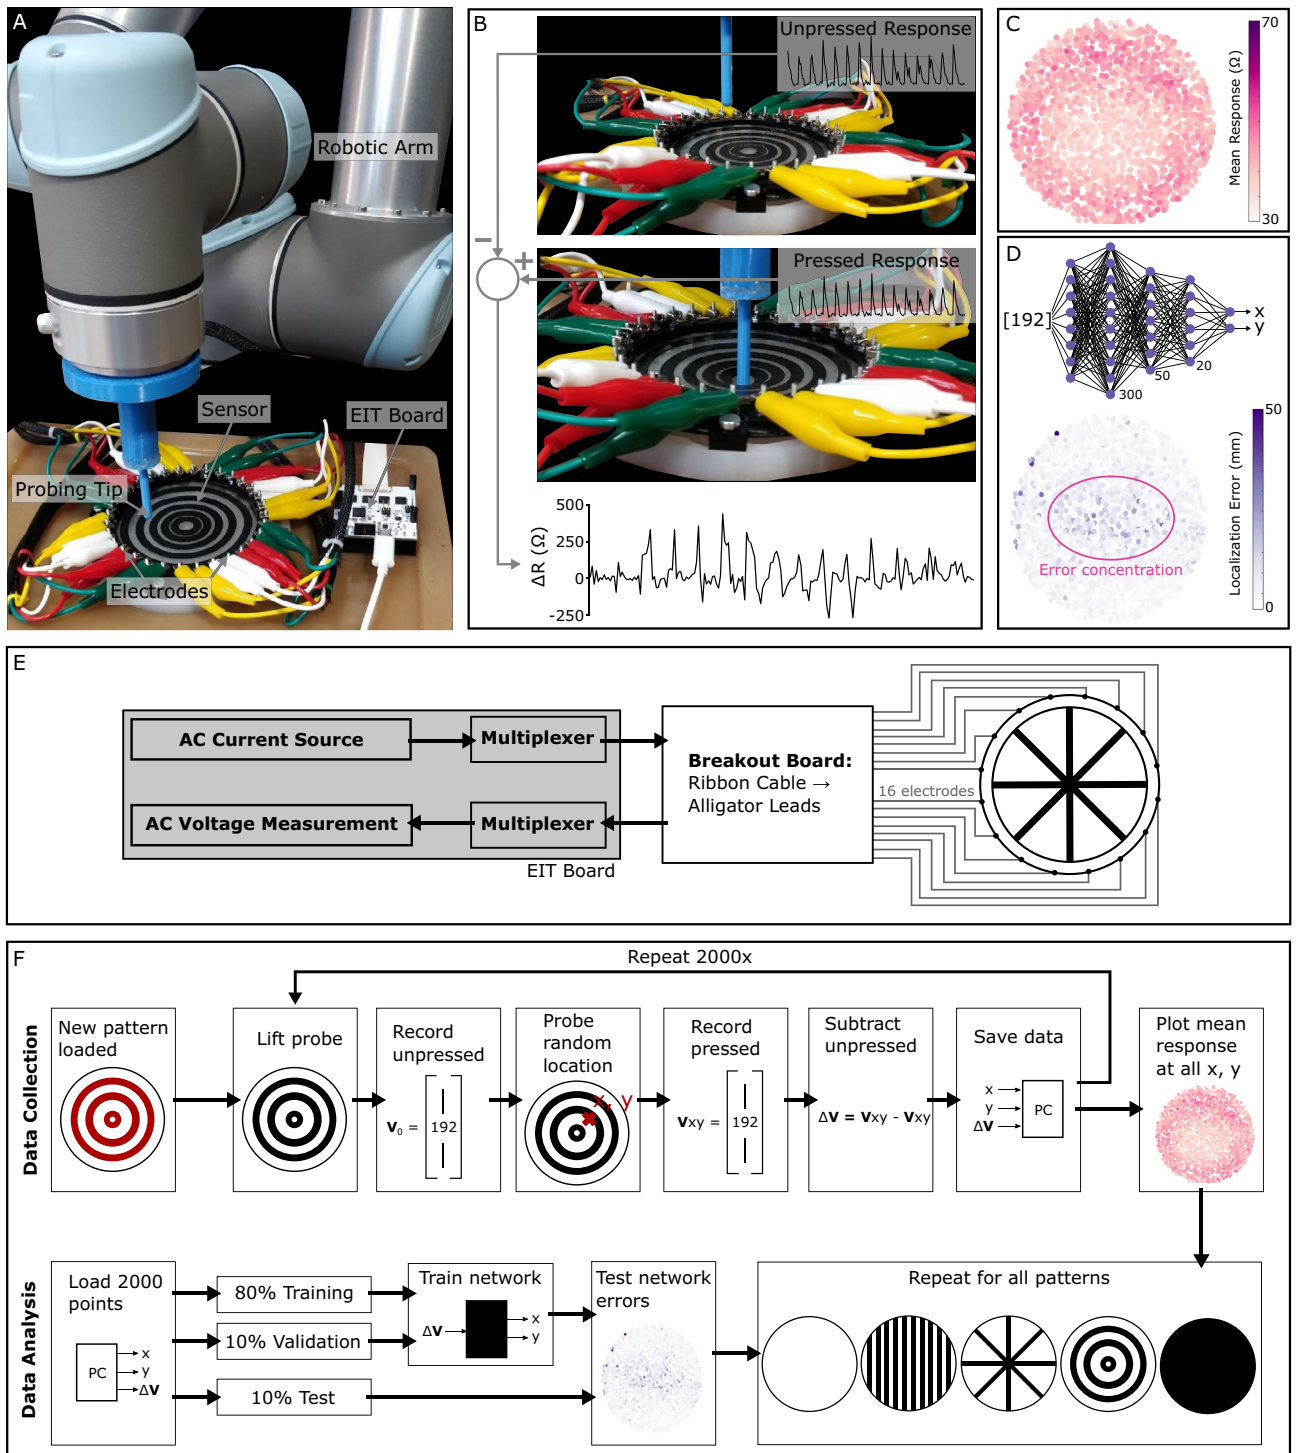 A
Robotic Arm
Sensor
EIT Board
Probing Tip
Electrodes
B
Unpressed Response
−
+
Pressed Response
ΔR (Ω)
500
250
0
-250
C
Mean Response (Ω)
70
30
D
[192]
300
50
20
x
y
Localization Error (mm)
50
0
Error concentration
E
AC Current Source
Multiplexer
AC Voltage Measurement
Multiplexer
EIT Board
Breakout Board:
Ribbon Cable →
Alligator Leads
16 electrodes
F
Repeat 2000x
Data Collection
New pattern
loaded
Lift probe
Record
unpressed
V₀ = [192]
Probe
random
location
x, y
Record
pressed
Vxy = [192]
Subtract
unpressed
ΔV = Vxy - Vxy
Save data
x
y
ΔV
PC
Plot mean
response
at all x, y
Data Analysis
Load 2000
points
PC
x
y
ΔV
80% Training
10% Validation
10% Test
Train network
ΔV
x
y
Test network
errors
Repeat for all patterns